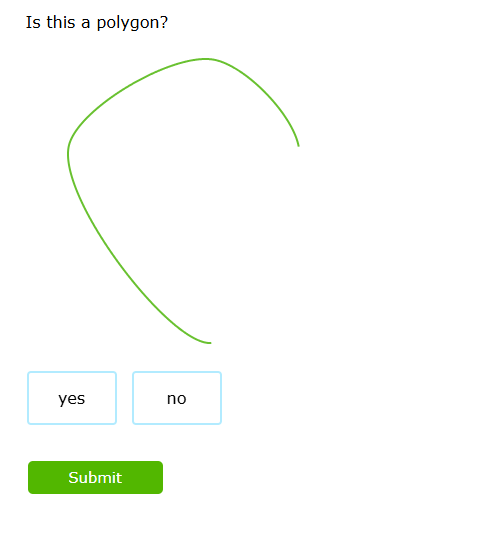 Is this a polygon?
yes
no
Submit